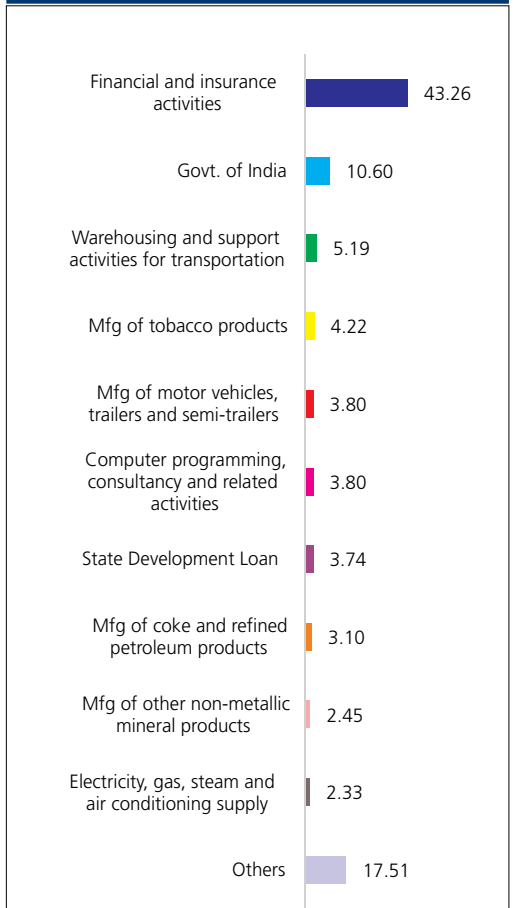 Financial and insurance
activities
43.26
Govt. of India
10.60
Warehousing and support
activities for transportation
5.19
Mfg of tobacco products
4.22
Mfg of motor vehicles,
trailers and semi-trailers
3.80
Computer programming,
consultancy and related
activities
3.80
State Development Loan
3.74
Mfg of coke and refined
petroleum products
3.10
Mfg of other non-metallic
mineral products
2.45
Electricity, gas, steam and
air conditioning supply
2.33
Others
17.51